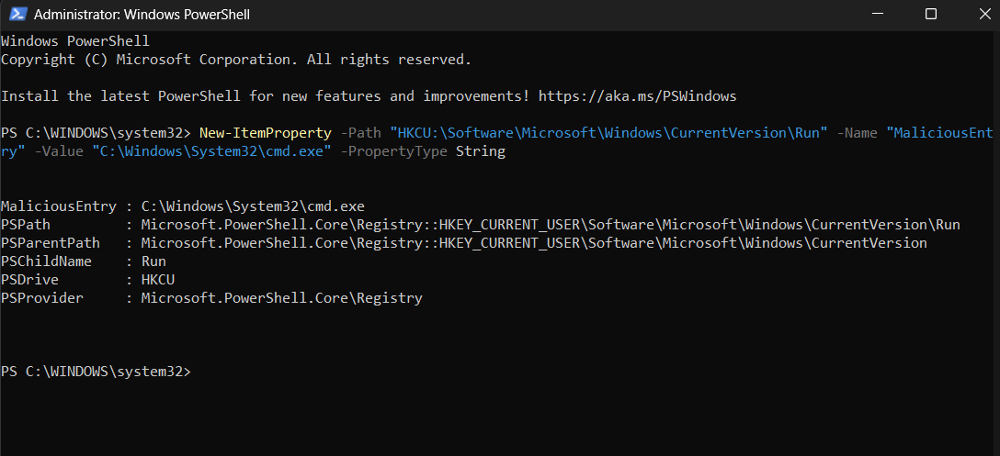 Administrator: Windows PowerShell
Windows PowerShell
Copyright (C) Microsoft Corporation. All rights reserved.
Install the latest PowerShell for new features and improvements! https://aka.ms/PSWindows
PS C:\WINDOWS\system32> New-ItemProperty -Path "HKCU:\Software\Microsoft\Windows\CurrentVersion\Run" -Name "MaliciousEnt
ry" -Value "C:\Windows\System32\cmd.exe" -PropertyType String
MaliciousEntry : C:\Windows\System32\cmd.exe
PSPath         : Microsoft.PowerShell.Core\Registry::HKEY_CURRENT_USER\Software\Microsoft\Windows\CurrentVersion\Run
PSParentPath   : Microsoft.PowerShell.Core\Registry::HKEY_CURRENT_USER\Software\Microsoft\Windows\CurrentVersion
PSChildName    : Run
PSDrive        : HKCU
PSProvider     : Microsoft.PowerShell.Core\Registry
PS C:\WINDOWS\system32>